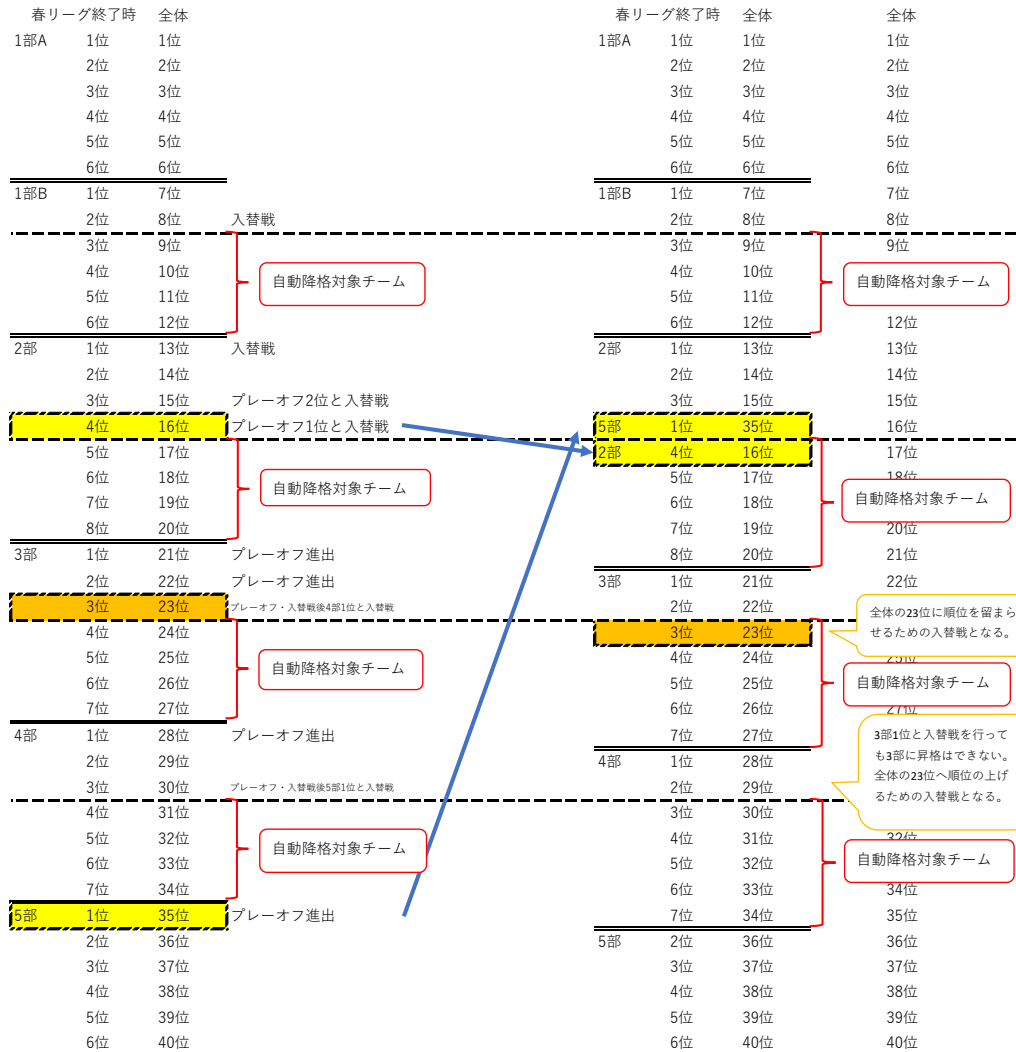 春リーグ終了時 全体 春リーグ終了時 全体 全体
1部A 1位 1位 1部A 1位 1位 1位
2位 2位 2位 2位 2位
3位 3位 3位 3位 3位
4位 4位 4位 4位 4位
5位 5位 5位 5位 5位
6位 6位 6位 6位 6位
1部B 1位 7位 1部B 1位 7位 7位
2位 8位 入替戦 2位 8位 8位
3位 9位 3位 9位 9位
4位 10位 自動降格対象チーム 4位 10位 自動降格対象チーム
5位 11位 5位 11位
6位 12位 6位 12位 12位
2部 1位 13位 入替戦 2部 1位 13位 13位
2位 14位 2位 14位 14位
3位 15位 プレーオフ2位と入替戦 3位 15位 15位
4位 16位 プレーオフ1位と入替戦 5部 1位 35位 16位
5位 17位 2部 4位 16位 17位
6位 18位 5位 17位 18位
自動降格対象チーム 自動降格対象チーム
7位 19位 6位 18位
8位 20位 7位 19位 20位
3部 1位 21位 プレーオフ進出 8位 20位 21位
2位 22位 プレーオフ進出 3部 1位 21位 22位
3位 23位 プレーオフ・入替戦後4部1位と入替戦 2位 22位 全体の23位に順位を留まら
4位 24位 3位 23位 せるための入替戦となる。
5位 25位 自動降格対象チーム 4位 24位 25位
6位 26位 5位 25位 自動降格対象チーム
7位 27位 6位 26位 27位
4部 1位 28位 プレーオフ進出 7位 27位 3部1位と入替戦を行って
も3部に昇格はできない。
2位 29位 4部 1位 28位 全体の23位へ順位の上げ
3位 30位 プレーオフ・入替戦後5部1位と入替戦 2位 29位 るための入替戦となる。
4位 31位 3位 30位
5位 32位 自動降格対象チーム 4位 31位 32位
6位 33位 5位 32位 自動降格対象チーム
7位 34位 6位 33位 34位
5部 1位 35位 プレーオフ進出 7位 34位 35位
2位 36位 5部 2位 36位 36位
3位 37位 3位 37位 37位
4位 38位 4位 38位 38位
5位 39位 5位 39位 39位
6位 40位 6位 40位 40位